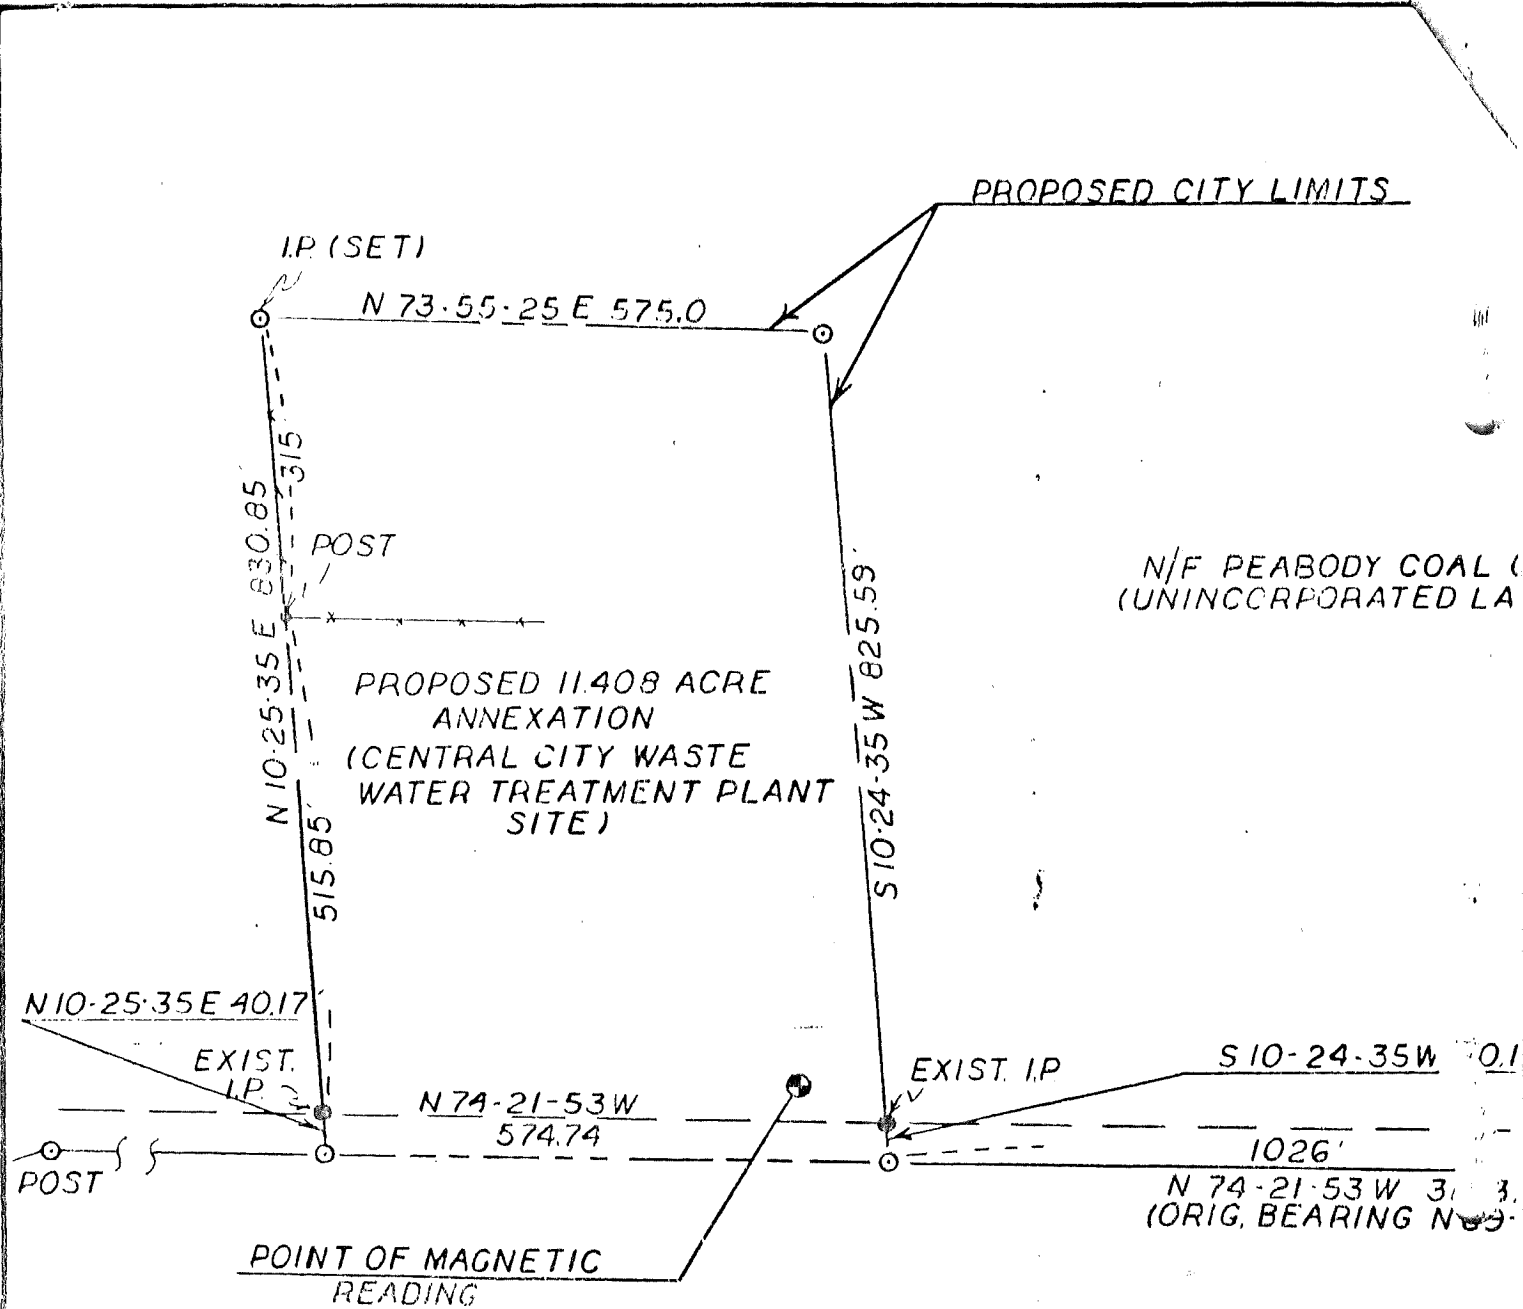 PROPOSED CITY LIMITS
I.P. (SET)
N 73-55-25 E 575.0
315
N 10-25-35 E 830.85'
POST
S 10-24-35 W 825.59'
N/F PEABODY COAL
(UNINCORPORATED
PROPOSED 11.408 ACRE
ANNEXATION
(CENTRAL CITY WASTE
WATER TREATMENT PLANT
SITE)
515.85'
N 10-25-35 E 40.17'
EXIST.
I.P.
EXIST. I.P.
S 10-24-35 W
N 74-21-53 W
574.74
1026'
POST
N 74-21-53 W
(ORIG. BEARING
POINT OF MAGNETIC
READING